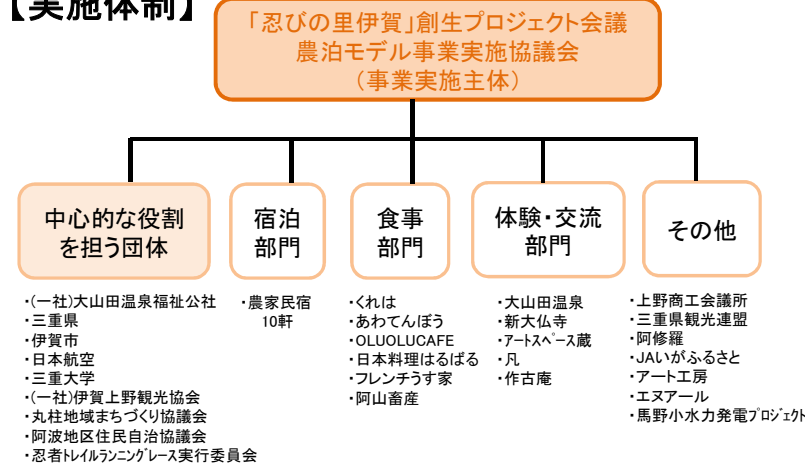 【実施体制】
「忍びの里伊賀」創生プロジェクト会議
農泊モデル事業実施協議会
(事業実施主体)
中心的な役割
を担う団体
・(一社)大山田温泉福祉公社
・三重県
・伊賀市
・日本航空
・三重大学
・(一社)伊賀上野観光協会
・丸柱地域まちづくり協議会
・阿波地区住民自治協議会
・忍者トレイルランニングレース実行委員会
宿泊
部門
・農家民宿
10軒
食事
部門
・くれは
・あわてんぼう
・OLUOLUCAFE
・日本料理はるばる
・フレンチうす家
・阿山畜産
体験・交流
部門
・大山田温泉
・新大仏寺
・アートスペース蔵
・凡
・作古庵
その他
・上野商工会議所
・三重県観光連盟
・阿修羅
・JAいがふるさと
・アート工房
・エヌアール
・馬野小水力発電プロジェクト